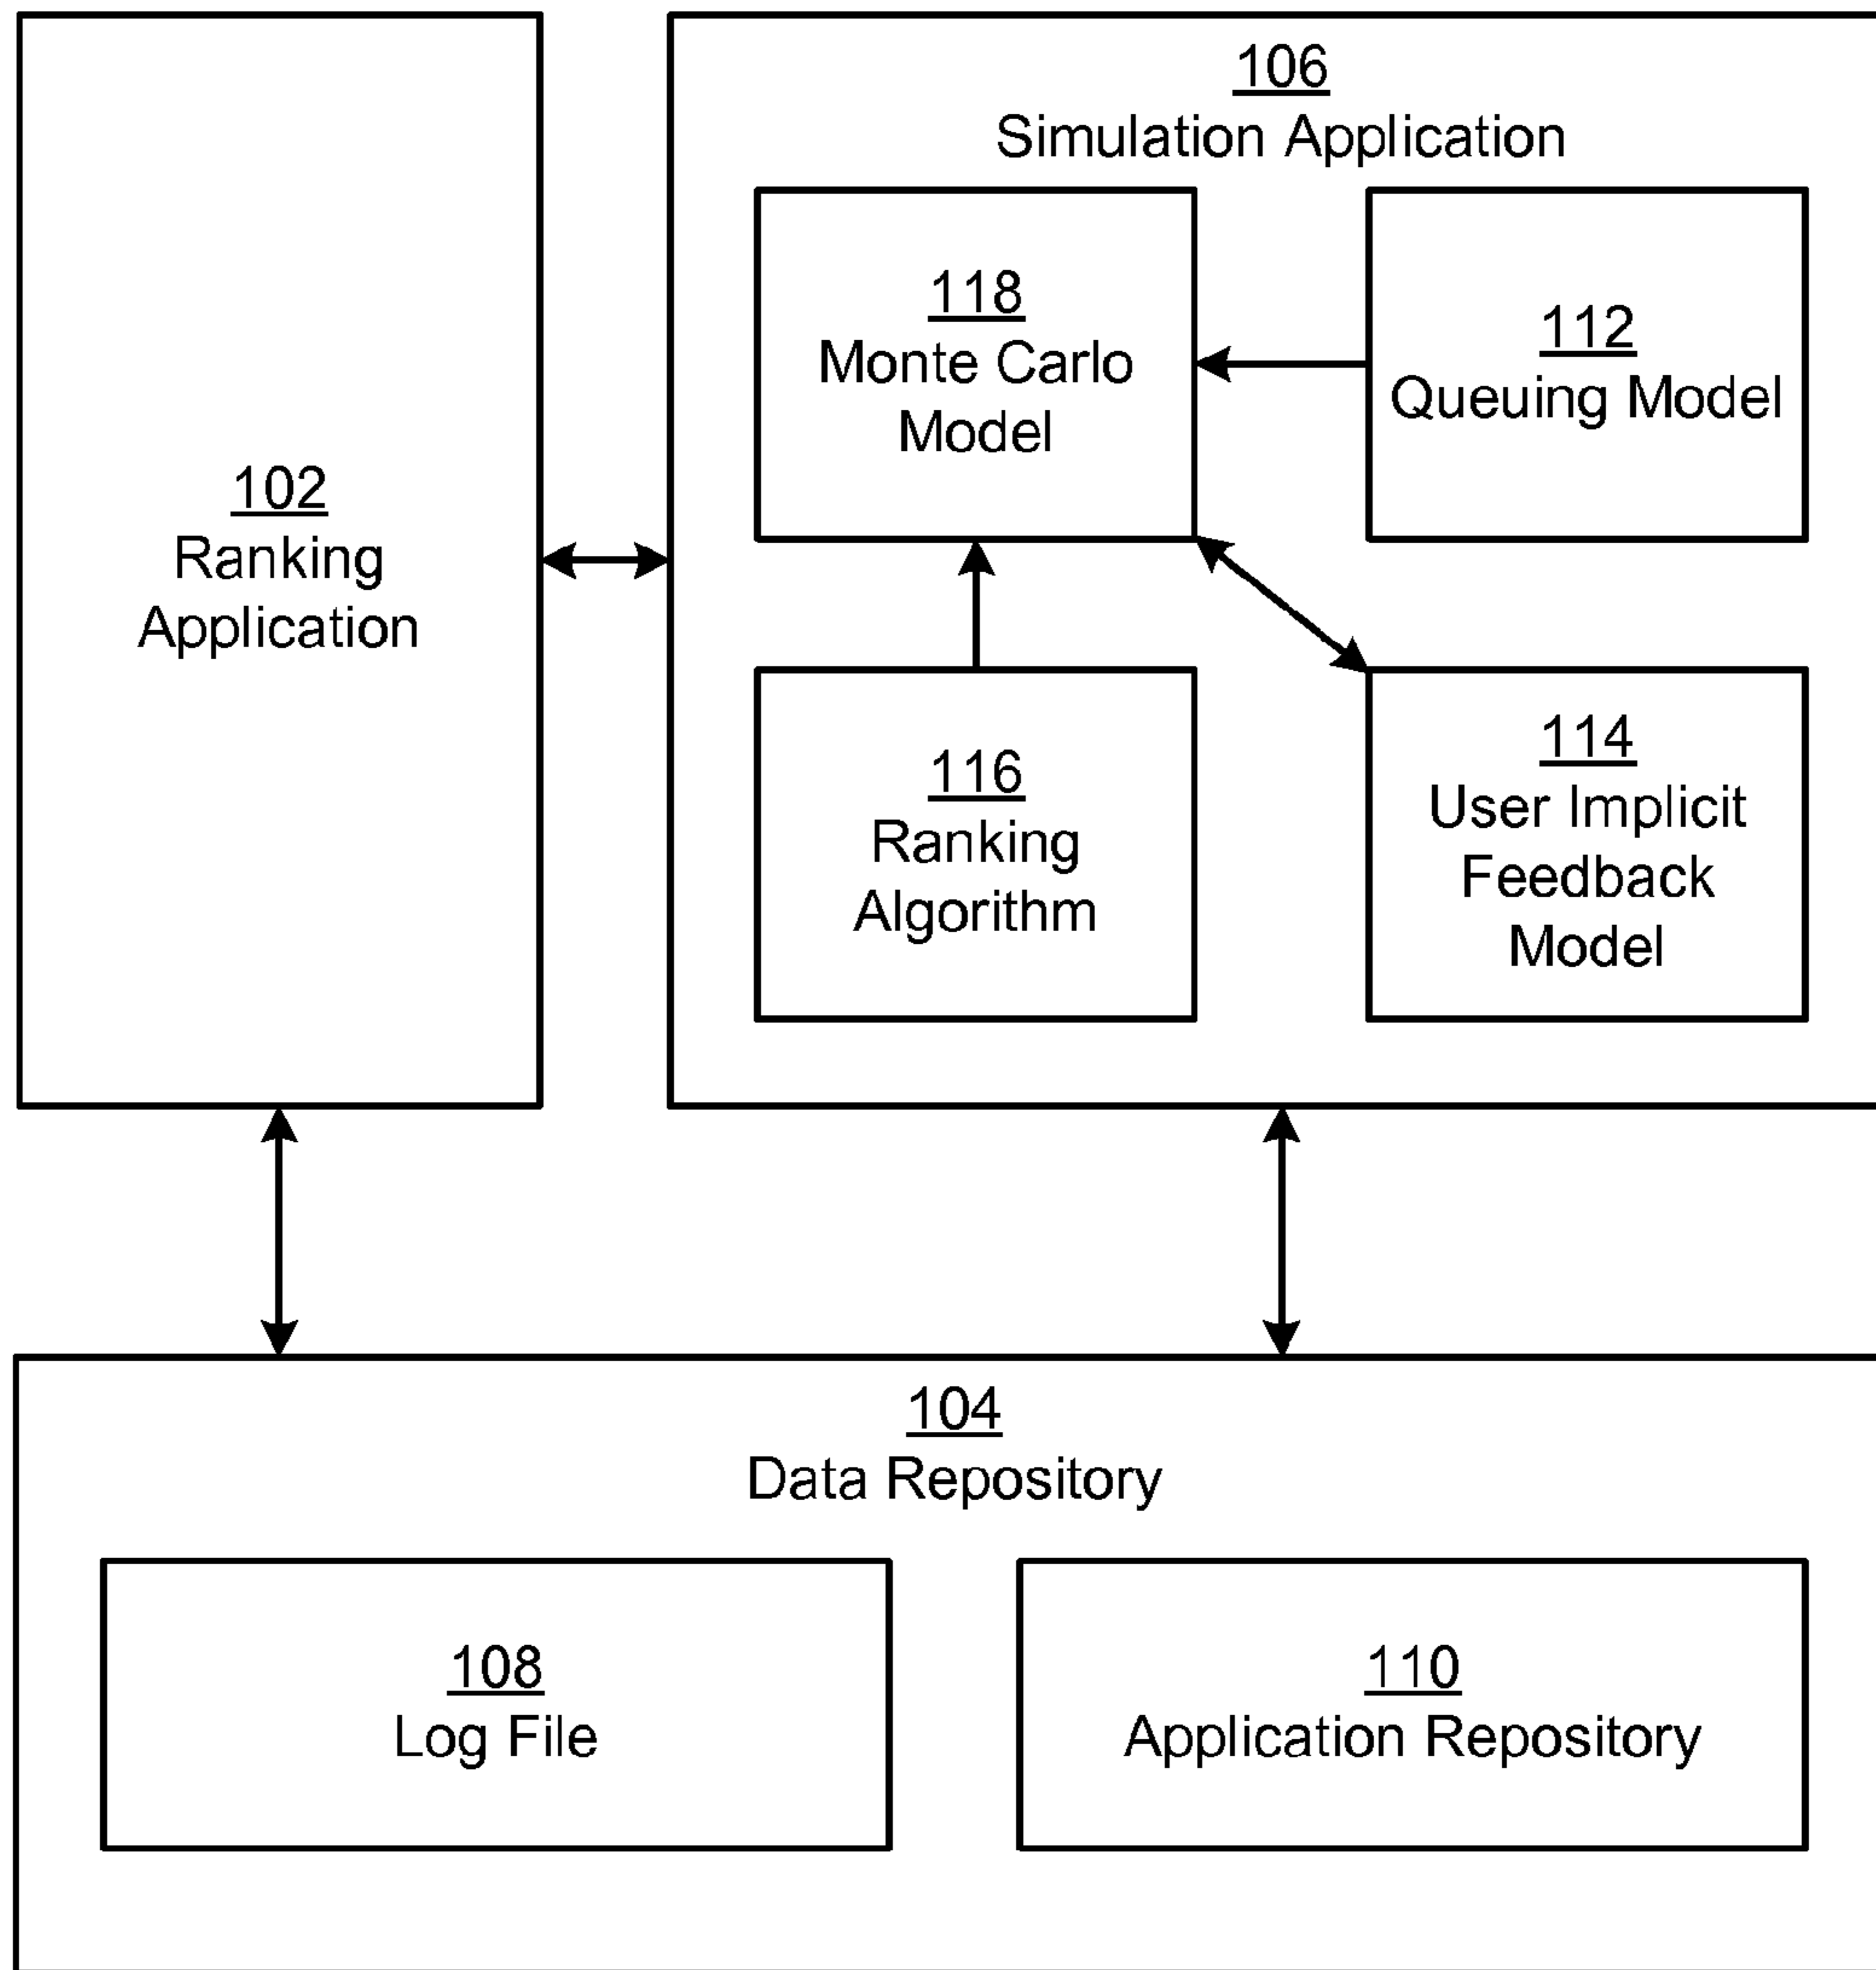 102
Ranking
Application
106
Simulation Application
118
Monte Carlo
Model
112
Queuing Model
116
Ranking
Algorithm
114
User Implicit
Feedback
Model
104
Data Repository
108
Log File
110
Application Repository